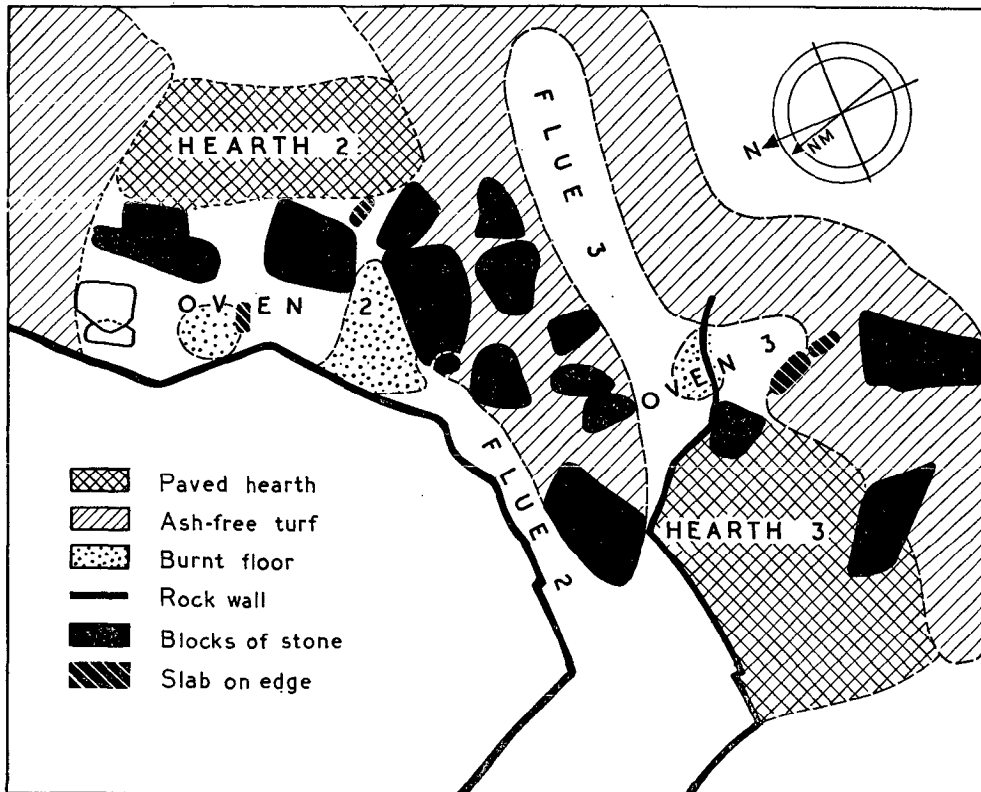 HEARTH 2
FLUE 3
N
NM
OVEN 2
OVEN 3
FLUE 2
HEARTH 3
Paved hearth
Ash-free turf
Burnt floor
Rock wall
Blocks of stone
Slab on edge